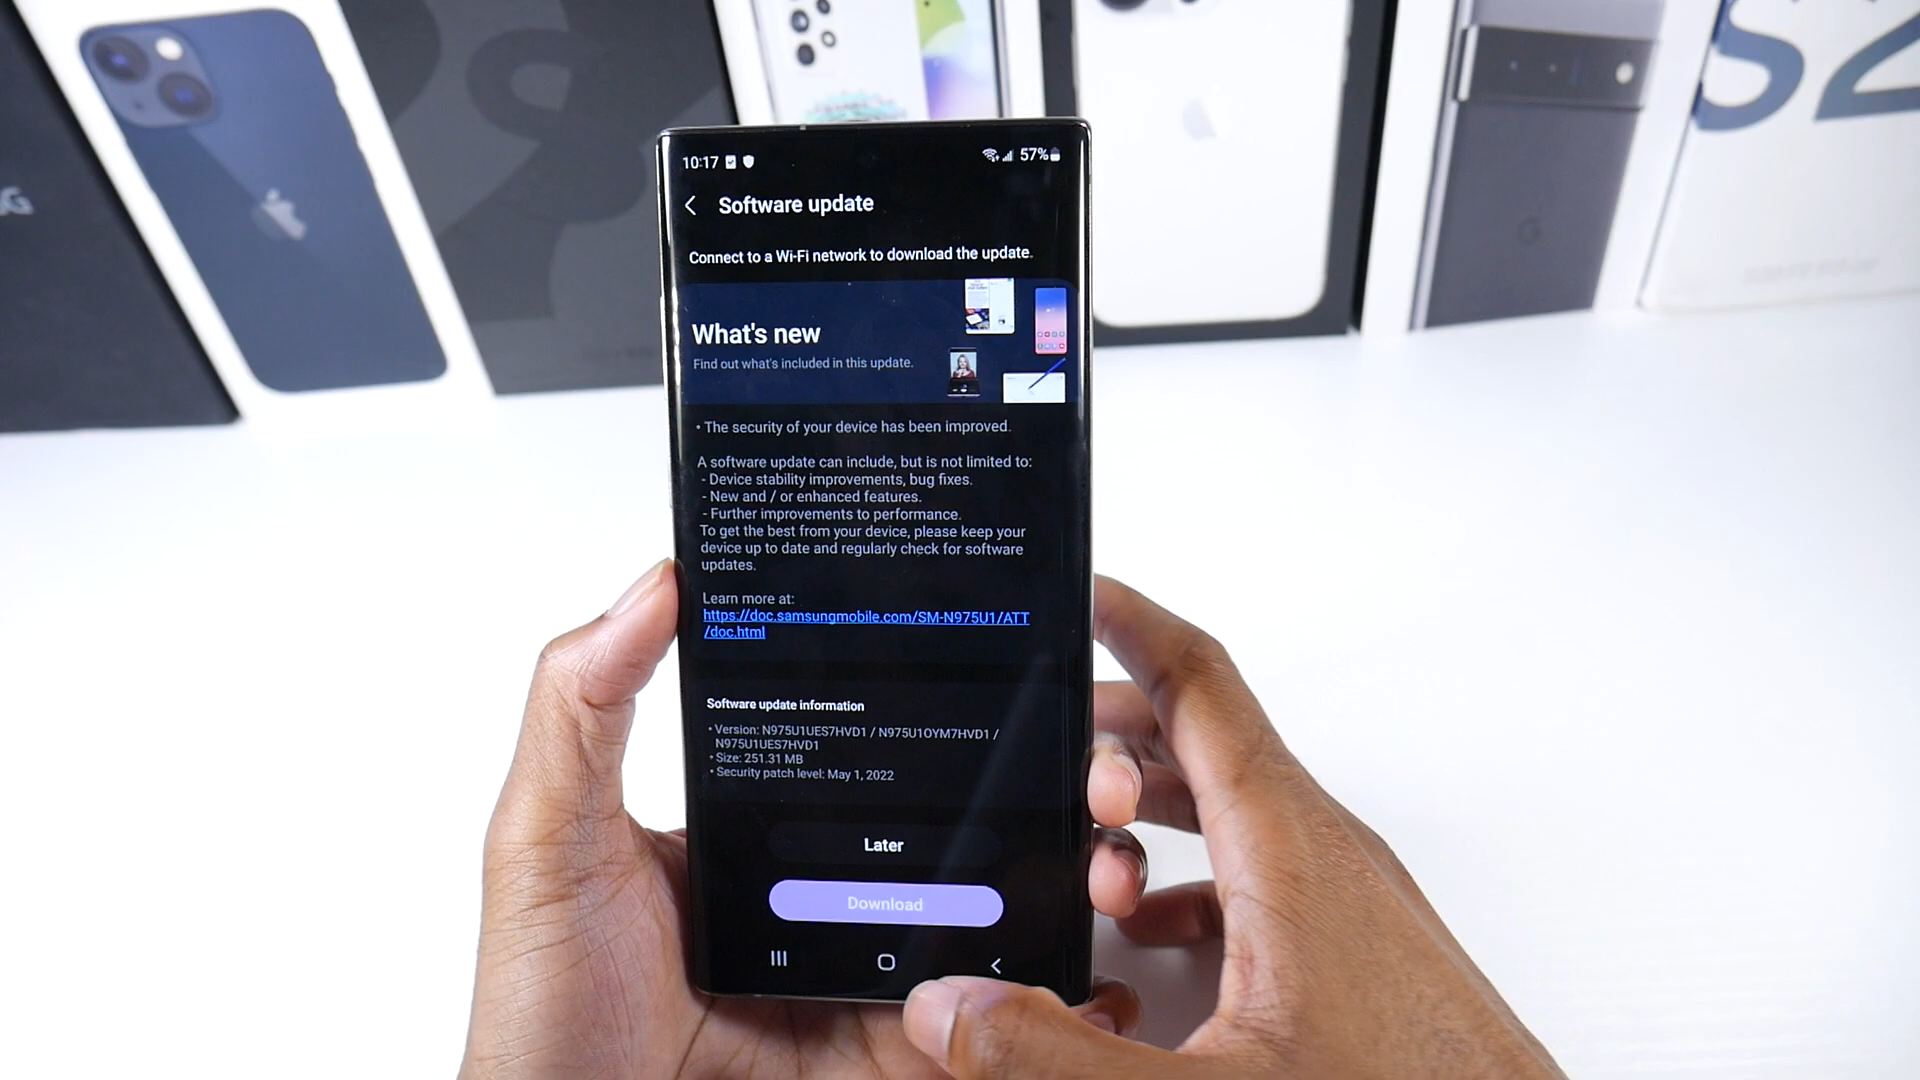 S2
G
10:17
57%
Software update
Connect to a Wi-Fi network to download the update.
What's new
Find out what's included in this update.
• The security of your device has been improved.
A software update can include, but is not limited to:
- Device stability improvements, bug fixes.
- New and / or enhanced features.
- Further improvements to performance.
To get the best from your device, please keep your
device up to date and regularly check for software
updates.
Learn more at:
https://doc.samsungmobile.com/SM-N975U1/ATT
/doc.html
Software update information
• Version: N975U1UES7HVD1 / N975U1OYM7HVD1 /
N975U1UES7HVD1
• Size: 251.31 MB
• Security patch level: May 1, 2022
Later
Download